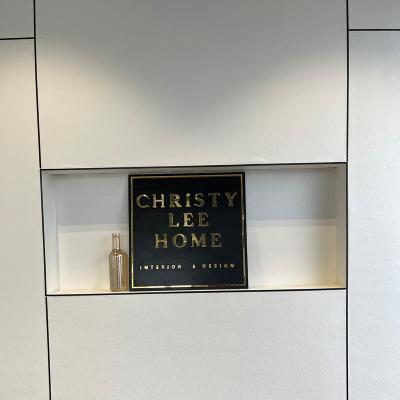 CHRISTY
LEE
HOME
INTERIOR & DESIGN